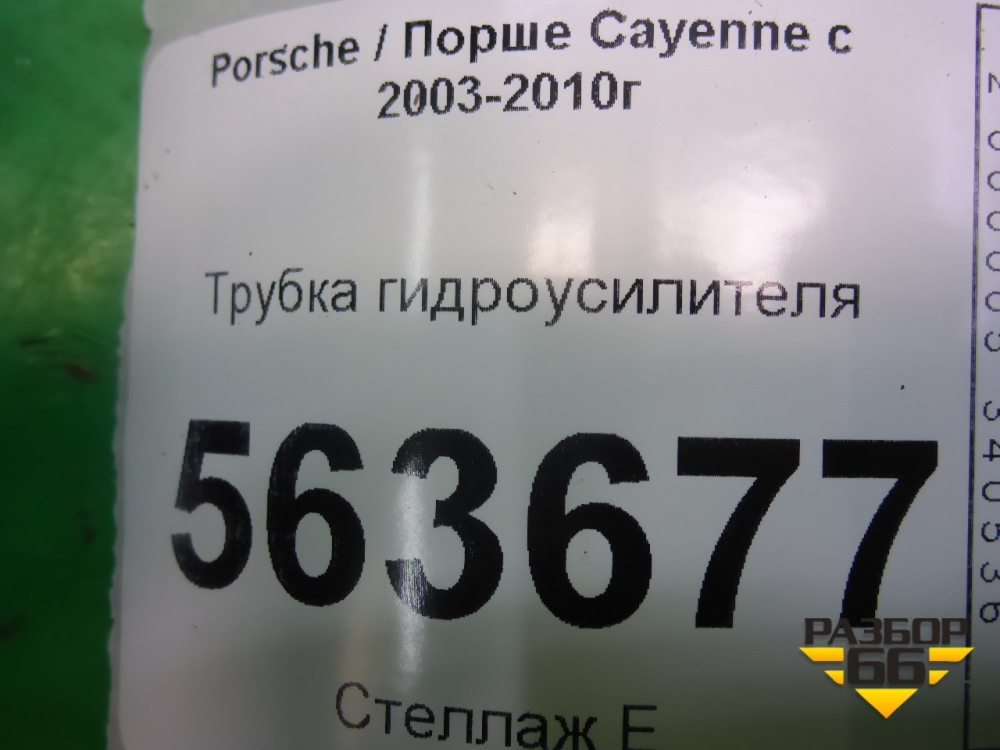 Porsche / Порше Cayenne с
2003-2010г
Трубка гидроусилителя
563677
Стеллаж E
РАЗБОР
66